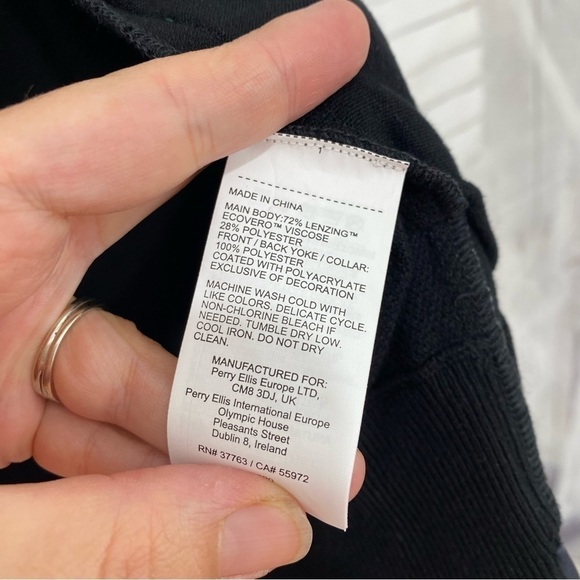 1
MADE IN CHINA
MAIN BODY:72% LENZING™
ECOVERO™ VISCOSE
28% POLYESTER
FRONT / BACK YOKE / COLLAR:
100% POLYESTER
COATED WITH POLYACRYLATE
EXCLUSIVE OF DECORATION
MACHINE WASH COLD WITH
LIKE COLORS. DELICATE CYCLE.
NON-CHLORINE BLEACH IF
NEEDED. TUMBLE DRY LOW.
COOL IRON. DO NOT DRY
CLEAN.
MANUFACTURED FOR:
Perry Ellis Europe LTD,
CM8 3DJ, UK
Perry Ellis International Europe
Olympic House
Pleasants Street
Dublin 8, Ireland
RN# 37763 / CA# 55972